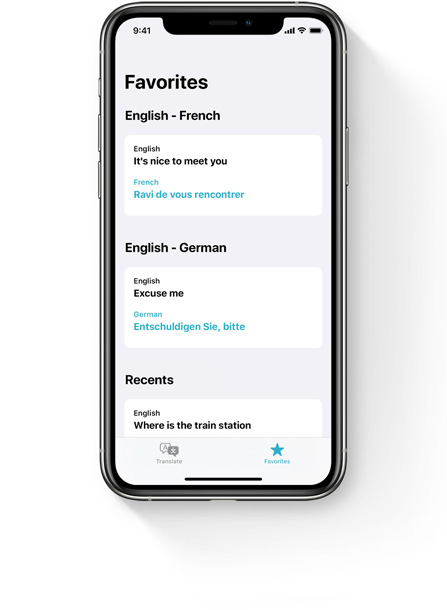 9:41
Favorites
English - French
English
It's nice to meet you
French
Ravi de vous rencontrer
English - German
English
Excuse me
German
Entschuldigen Sie, bitte
Recents
English
Where is the train station
Translate
Favorites